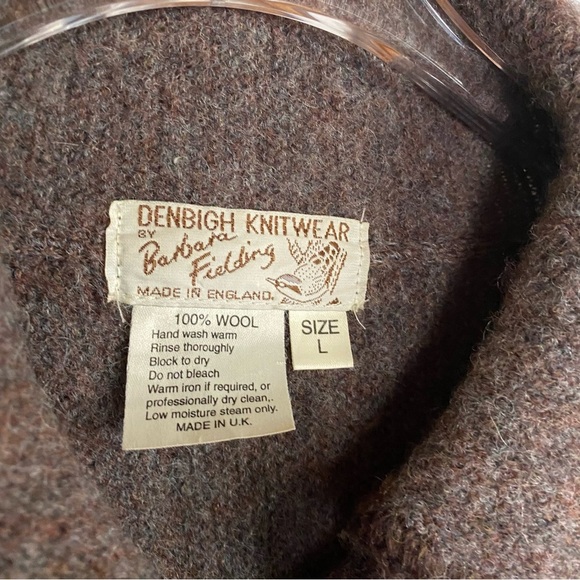 DENBIGH KNITWEAR
BY
Barbara
Fielding
MADE IN ENGLAND.
100% WOOL
Hand wash warm
Rinse thoroughly
Block to dry
Do not bleach
Warm iron if required, or
professionally dry clean,.
Low moisture steam only.
MADE IN U.K.
SIZE
L